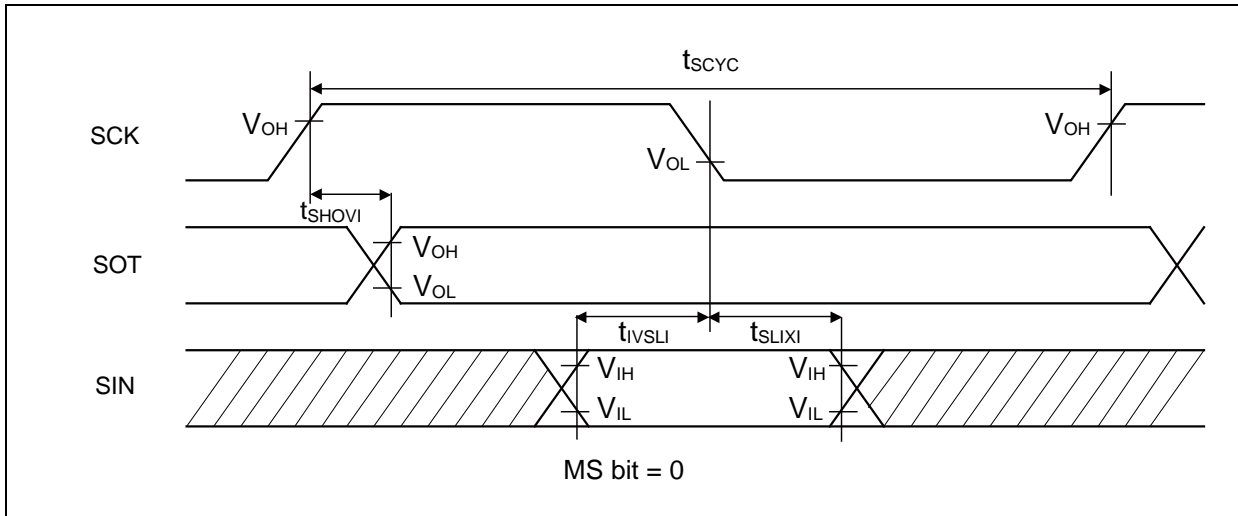 tSCYC
SCK
VOH
VOL
VOH
tSHOVI
SOT
VOH
VOL
tIVSLI
tSLIXI
SIN
VIH
VIL
VIH
VIL
MS bit = 0